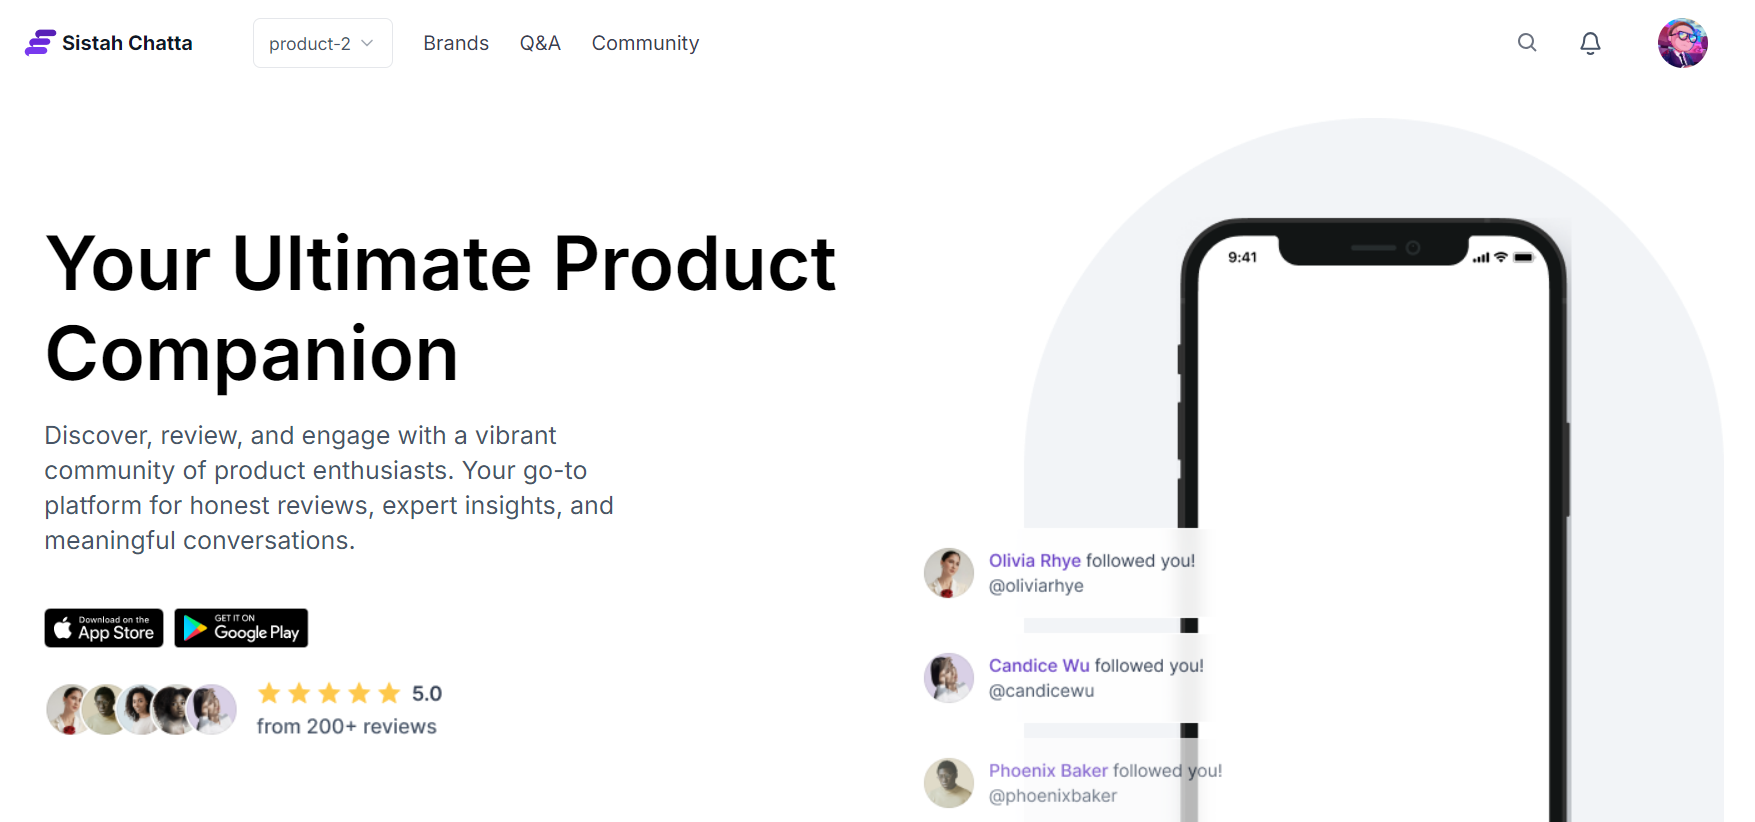 Sistah Chatta
product-2
Brands
Q&A
Community
Your Ultimate Product
Companion
Discover, review, and engage with a vibrant
community of product enthusiasts. Your go-to
platform for honest reviews, expert insights, and
meaningful conversations.
Download on the
App Store
GET IT ON
Google Play
5.0
from 200+ reviews
9:41
Olivia Rhye followed you!
@oliviarhye
Candice Wu followed you!
@candicewu
Phoenix Baker followed you!
@phoenixbaker